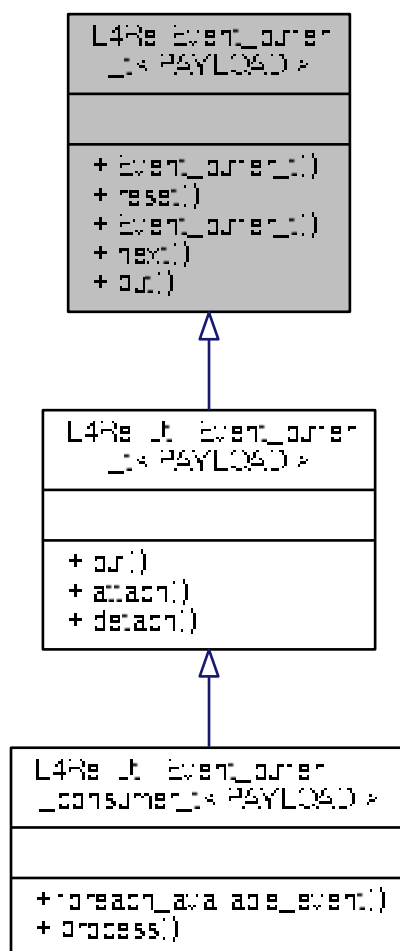 L4Re::Event_buffer
_t< PAYLOAD >
+ Event_buffer_t()
+ reset()
+ Event_buffer_t()
+ next()
+ put()
L4Re::Util::Event_buffer
_t< PAYLOAD >
+ buf()
+ attach()
+ detach()
L4Re::Util::Event_buffer
_consumer_t< PAYLOAD >
+ foreach_available_event()
+ process()